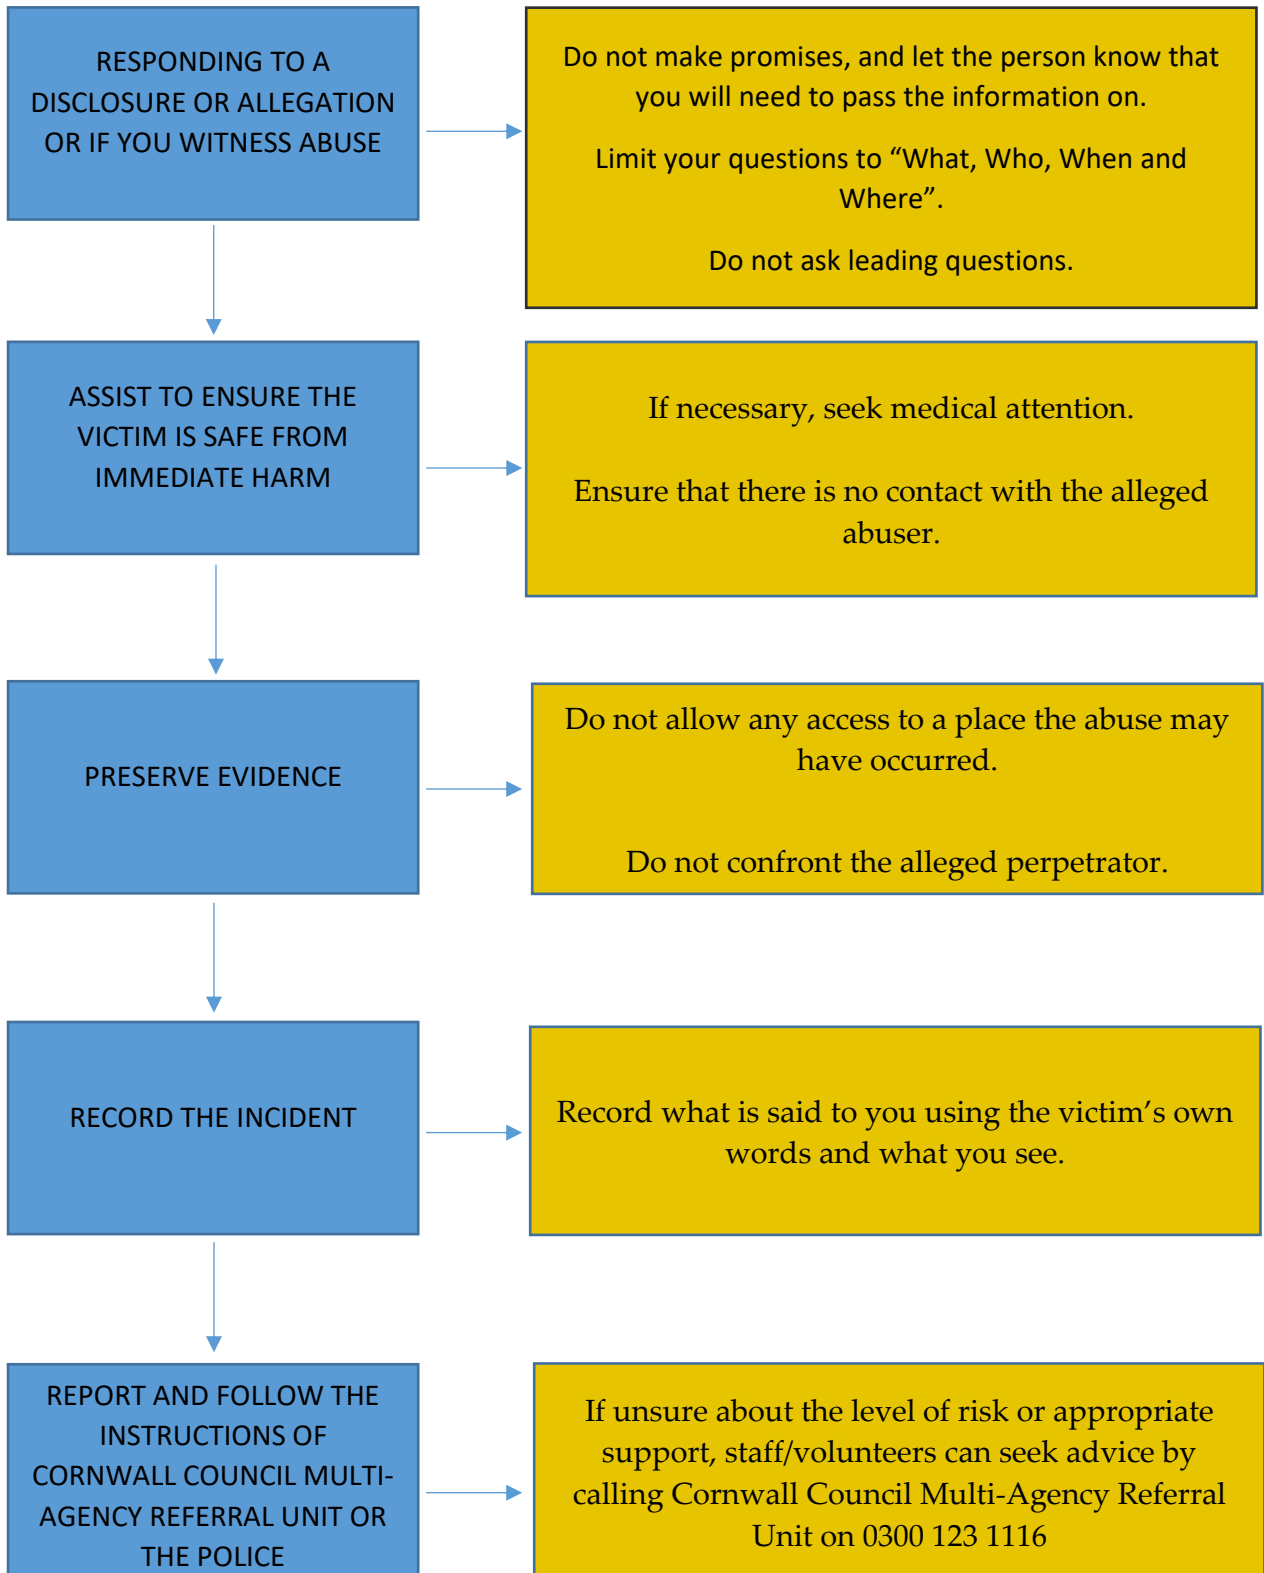 RESPONDING TO A
DISCLOSURE OR ALLEGATION
OR IF YOU WITNESS ABUSE
Do not make promises, and let the person know that
you will need to pass the information on.
Limit your questions to “What, Who, When and
Where”.
Do not ask leading questions.
ASSIST TO ENSURE THE
VICTIM IS SAFE FROM
IMMEDIATE HARM
If necessary, seek medical attention.
Ensure that there is no contact with the alleged
abuser.
PRESERVE EVIDENCE
Do not allow any access to a place the abuse may
have occurred.
Do not confront the alleged perpetrator.
RECORD THE INCIDENT
Record what is said to you using the victim’s own
words and what you see.
REPORT AND FOLLOW THE
INSTRUCTIONS OF
CORNWALL COUNCIL MULTI-
AGENCY REFERRAL UNIT OR
THE POLICE
If unsure about the level of risk or appropriate
support, staff/volunteers can seek advice by
calling Cornwall Council Multi-Agency Referral
Unit on 0300 123 1116